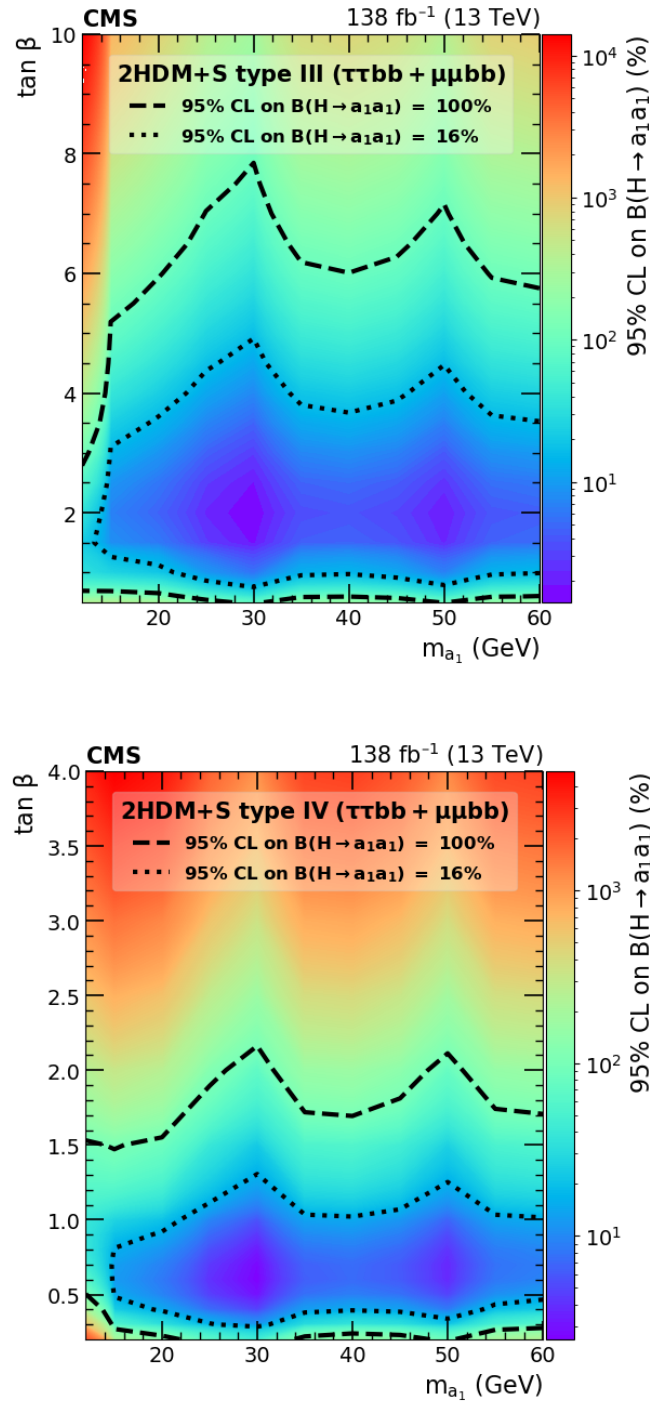 CMS 138 fb⁻¹ (13 TeV)
2HDM+S type III (ττbb + μμbb)
95% CL on B(H→a₁a₁) = 100%
95% CL on B(H→a₁a₁) = 16%
tan β
10
8
6
4
2
20 30 40 50 60
m_a₁ (GeV)
10⁴
10³
10²
10¹
95% CL on B(H→a₁a₁) (%)
CMS 138 fb⁻¹ (13 TeV)
2HDM+S type IV (ττbb + μμbb)
95% CL on B(H→a₁a₁) = 100%
95% CL on B(H→a₁a₁) = 16%
tan β
4.0
3.5
3.0
2.5
2.0
1.5
1.0
0.5
20 30 40 50 60
m_a₁ (GeV)
10³
10²
10¹
95% CL on B(H→a₁a₁) (%)